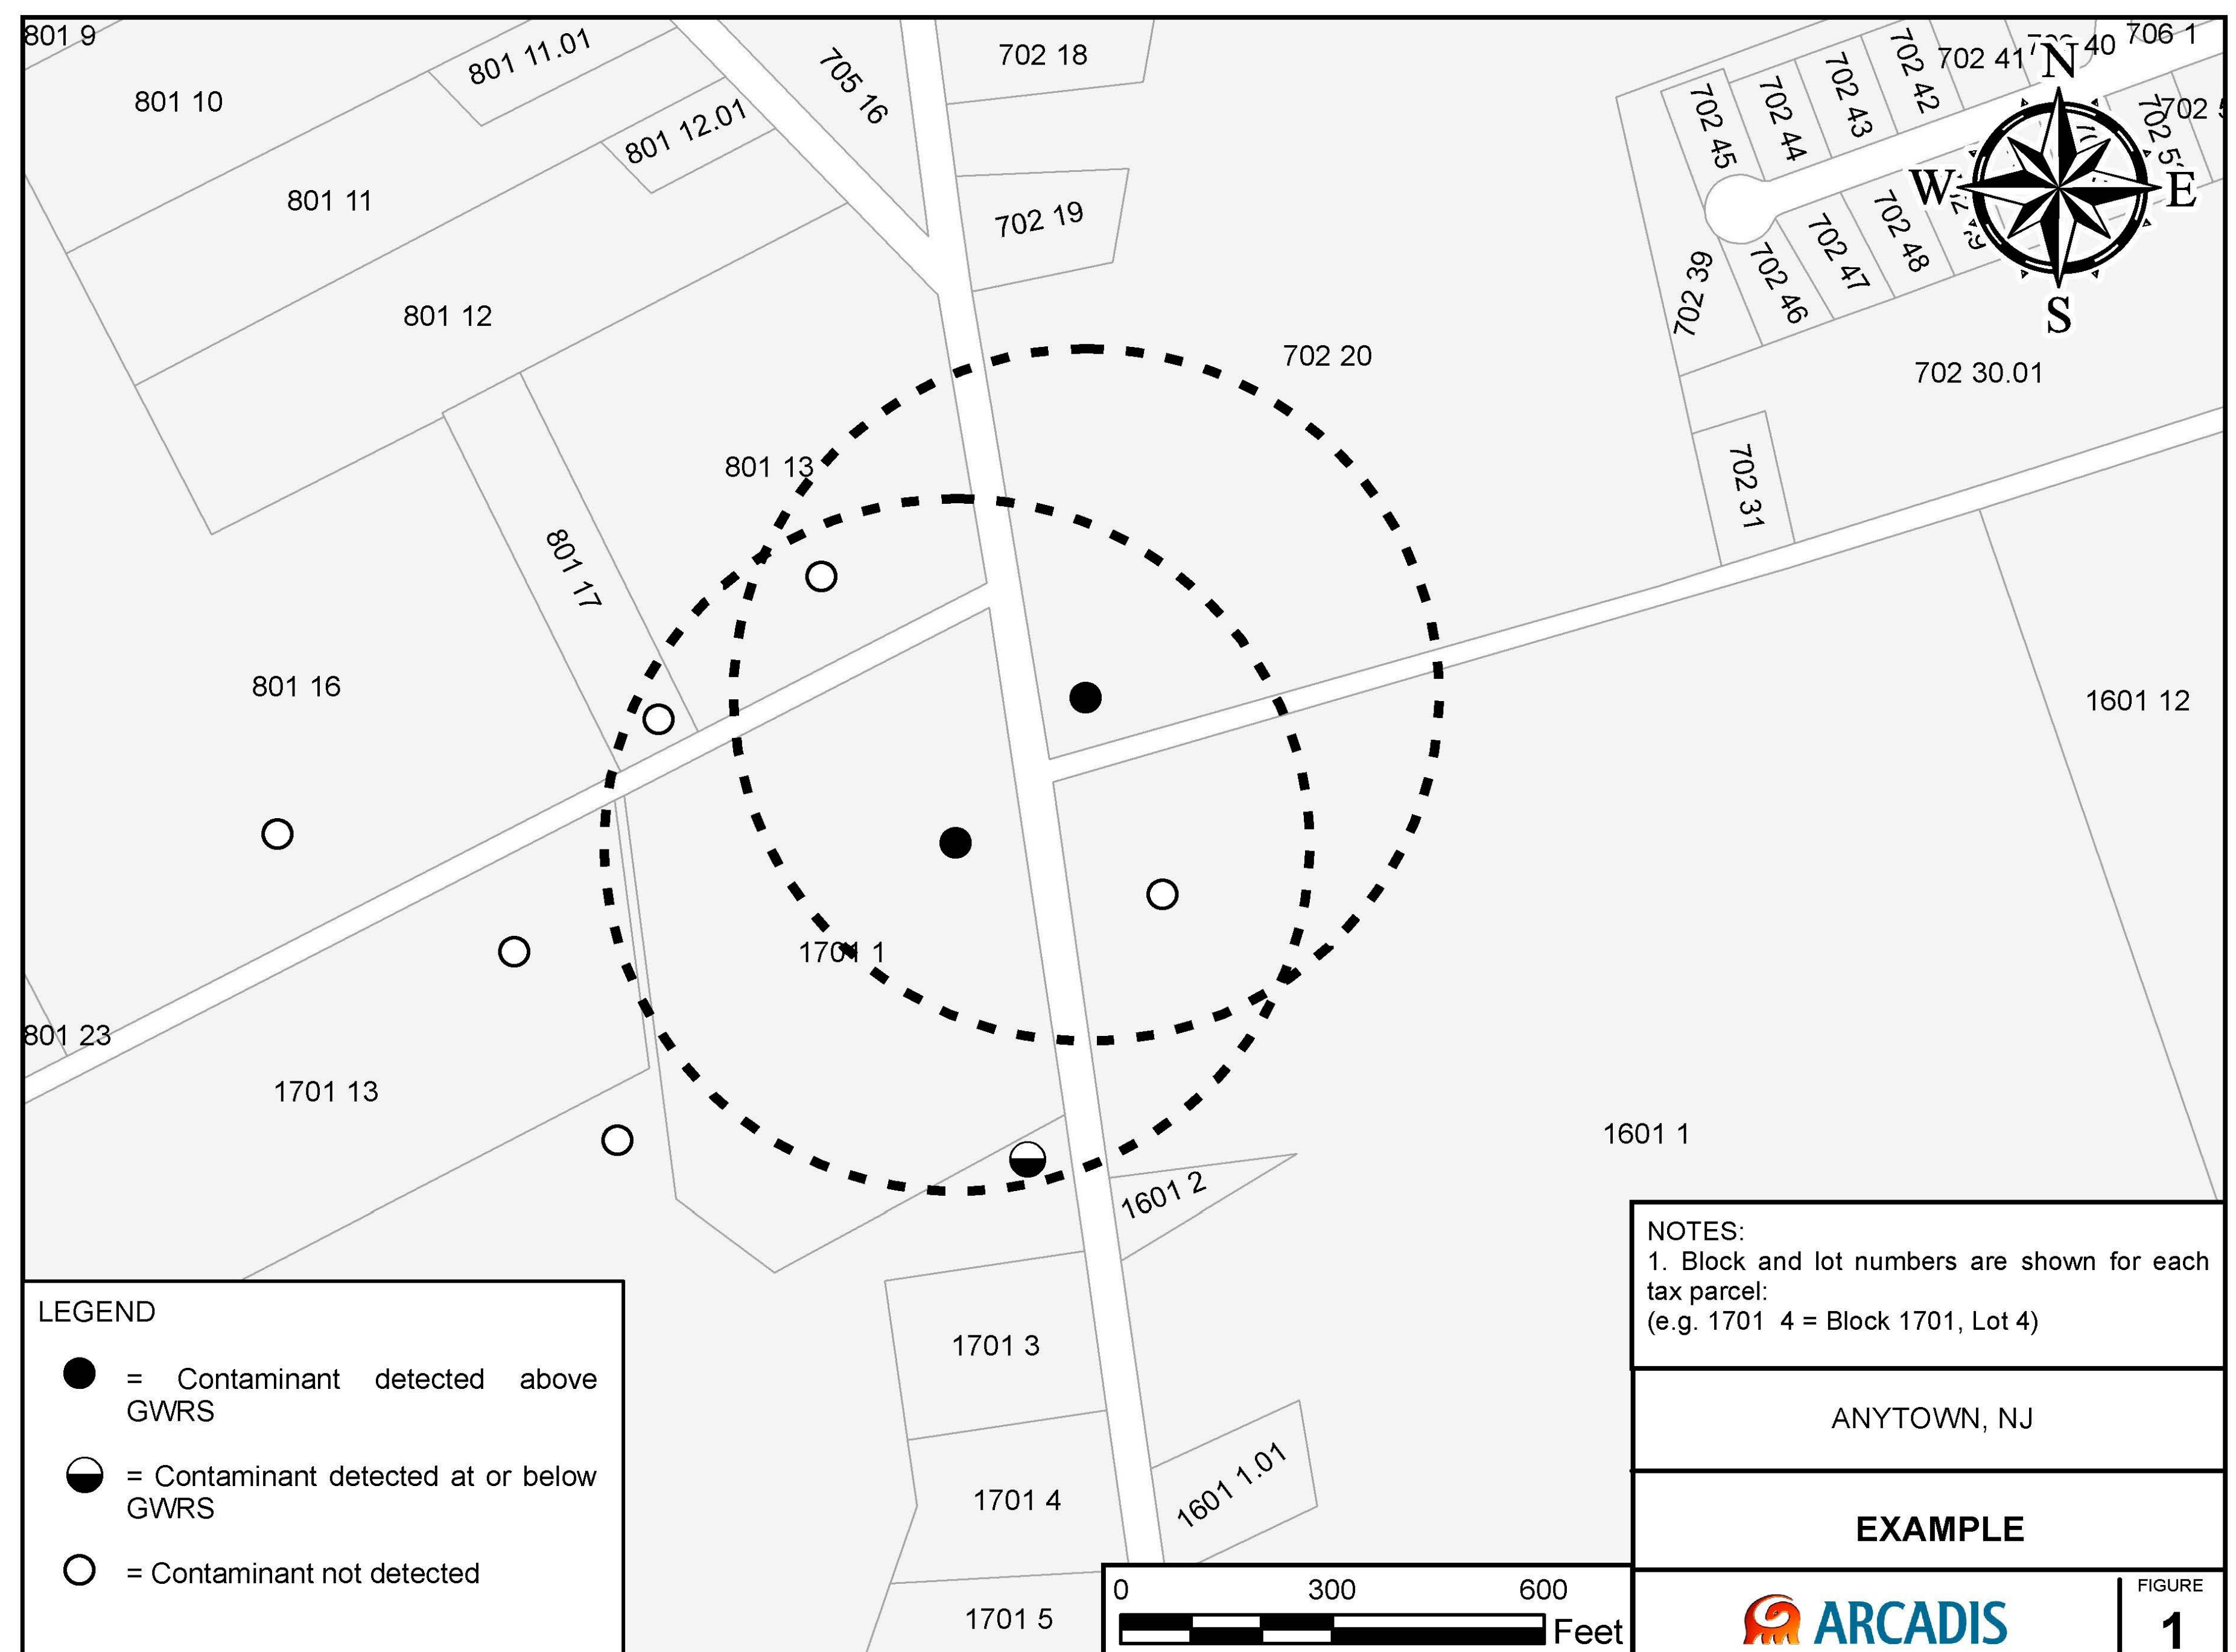 801 9
801 10
801 11.01
801 12.01
801 11
801 12
705 16
702 18
702 19
702 20
702 45
702 44
702 43
702 42
702 41
40
706 1
N
W
E
S
702 46
702 47
702 48
702 39
702 30.01
702 31
801 13
801 17
801 16
1601 12
801 23
1701 13
1701 1
1601 1
1601 2
1701 3
1701 4
1701 5
1601 1.01
LEGEND
= Contaminant detected above
GWRS
= Contaminant detected at or below
GWRS
= Contaminant not detected
0 300 600
Feet
NOTES:
1. Block and lot numbers are shown for each
tax parcel:
(e.g. 1701 4 = Block 1701, Lot 4)
ANYTOWN, NJ
EXAMPLE
ARCADIS
FIGURE
1